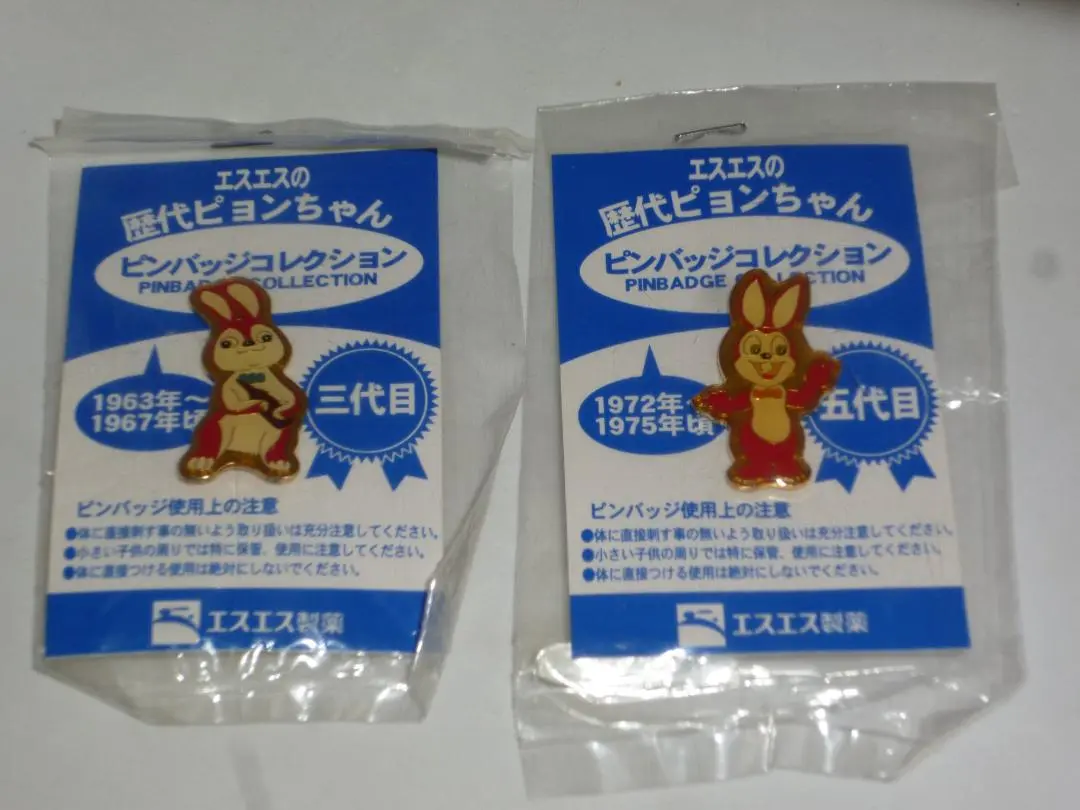 エスエスの
歴代ピョンちゃん
ピンバッジコレクション
PINBADGE COLLECTION
1963年～
1967年頃
三代目
ピンバッジ使用上の注意
●体に直接刺す事の無いよう取り扱いは充分注意してください。
●小さい子供の周りでは特に保管、使用に注意してください。
●体に直接つける使用は絶対にしないでください。
エスエス製薬
エスエスの
歴代ピョンちゃん
ピンバッジコレクション
PINBADGE COLLECTION
1972年
1975年頃
五代目
ピンバッジ使用上の注意
●体に直接刺す事の無いよう取り扱いは充分注意してください。
●小さい子供の周りでは特に保管、使用に注意してください。
●体に直接つける使用は絶対にしないでください。
エスエス製薬